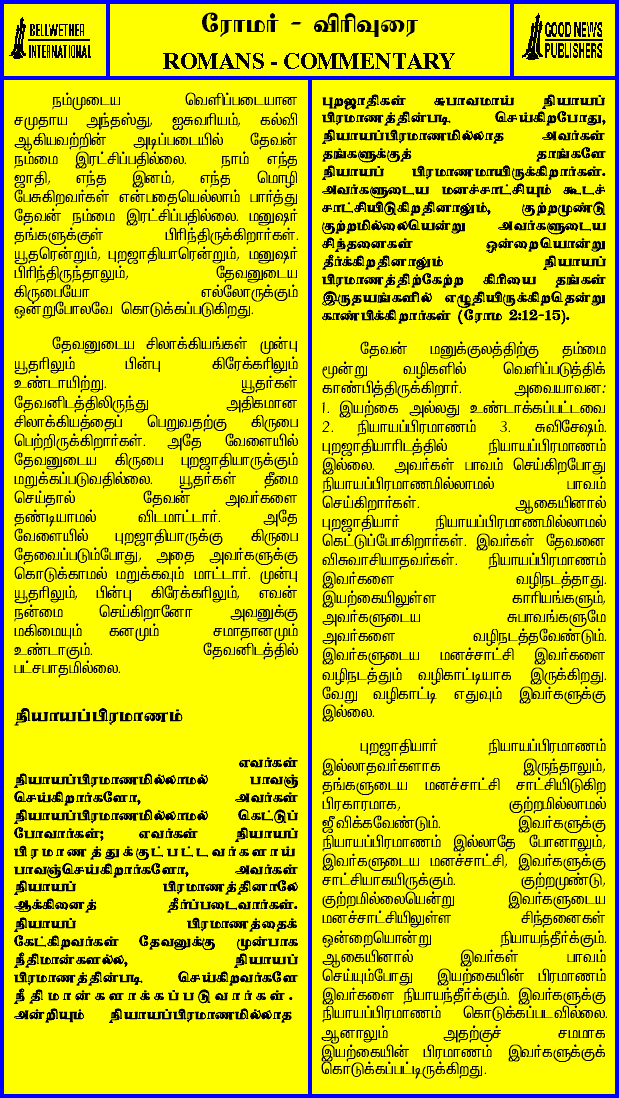 BELLWETHER
INTERNATIONAL
ரோமர் - விரிவுரை
ROMANS - COMMENTARY
GOOD NEWS
PUBLISHERS
நம்முடைய வெளிப்படையான
சமுதாய அந்தஸ்து, ஐசுவரியம், கல்வி
ஆகியவற்றின் அடிப்படையில் தேவன்
நம்மை இரட்சிப்பதில்லை. நாம் எந்த
ஜாதி, எந்த இனம், எந்த மொழி
பேசுகிறவர்கள் என்பதையெல்லாம் பார்த்து
தேவன் நம்மை இரட்சிப்பதில்லை. மனுஷர்
தங்களுக்குள் பிரிந்திருக்கிறார்கள்.
யூதரென்றும், புறஜாதியாரென்றும், மனுஷர்
பிரிந்திருந்தாலும், தேவனுடைய
கிருபையோ எல்லோருக்கும்
ஒன்றுபோலவே கொடுக்கப்படுகிறது.
தேவனுடைய சிலாக்கியங்கள் முன்பு
யூதரிலும் பின்பு கிரேக்கரிலும்
உண்டாயிற்று. யூதர்கள்
தேவனிடத்திலிருந்து அதிகமான
சிலாக்கியத்தைப் பெறுவதற்கு கிருபை
பெற்றிருக்கிறார்கள். அதே வேளையில்
தேவனுடைய கிருபை புறஜாதியாருக்கும்
மறுக்கப்படுவதில்லை. யூதர்கள் தீமை
செய்தால் தேவன் அவர்களை
தண்டியாமல் விடமாட்டார். அதே
வேளையில் புறஜாதியாருக்கு கிருபை
தேவைப்படும்போது, அதை அவர்களுக்கு
கொடுக்காமல் மறுக்கவும் மாட்டார். முன்பு
யூதரிலும், பின்பு கிரேக்கரிலும், எவன்
நன்மை செய்கிறானோ அவனுக்கு
மகிமையும் கனமும் சமாதானமும்
உண்டாகும். தேவனிடத்தில்
பட்சபாதமில்லை.
நியாயப்பிரமாணம்
எவர்கள்
நியாயப்பிரமாணமில்லாமல் பாவஞ்
செய்கிறார்களோ, அவர்கள்
நியாயப்பிரமாணமில்லாமல் கெட்டுப்
போவார்கள்; எவர்கள் நியாயப்
பிரமாணத்துக்குட்பட்டவர்களாய்
பாவஞ்செய்கிறார்களோ, அவர்கள்
நியாயப் பிரமாணத்தினாலே
ஆக்கினைத் தீர்ப்படைவார்கள்.
நியாயப் பிரமாணத்தைக்
கேட்கிறவர்கள் தேவனுக்கு முன்பாக
நீதிமான்களல்ல, நியாயப்
பிரமாணத்தின்படி செய்கிறவர்களே
நீதிமான்களாக்கப்படுவார்கள்.
அன்றியும் நியாயப்பிரமாணமில்லாத
புறஜாதிகள் சுபாவமாய் நியாயப்
பிரமாணத்தின்படி செய்கிறபோது,
நியாயப்பிரமாணமில்லாத அவர்கள்
தங்களுக்குத் தாங்களே
நியாயப் பிரமாணமாயிருக்கிறார்கள்.
அவர்களுடைய மனச்சாட்சியும் கூடச்
சாட்சியிடுகிறதினாலும், குற்றமுண்டு
குற்றமில்லையென்று அவர்களுடைய
சிந்தனைகள் ஒன்றையொன்று
தீர்க்கிறதினாலும் நியாயப்
பிரமாணத்திற்கேற்ற கிரியை தங்கள்
இருதயங்களில் எழுதியிருக்கிறதென்று
காண்பிக்கிறார்கள் (ரோம 2:12-15).
தேவன் மனுக்குலத்திற்கு தம்மை
மூன்று வழிகளில் வெளிப்படுத்திக்
காண்பித்திருக்கிறார். அவையாவன:
1. இயற்கை அல்லது உண்டாக்கப்பட்டவை
2. நியாயப்பிரமாணம் 3. சுவிசேஷம்.
புறஜாதியாரிடத்தில் நியாயப்பிரமாணம்
இல்லை. அவர்கள் பாவம் செய்கிறபோது
நியாயப்பிரமாணமில்லாமல் பாவம்
செய்கிறார்கள். ஆகையினால்
புறஜாதியார் நியாயப்பிரமாணமில்லாமல்
கெட்டுப்போகிறார்கள். இவர்கள் தேவனை
விசுவாசியாதவர்கள். நியாயப்பிரமாணம்
இவர்களை வழிநடத்தாது.
இயற்கையிலுள்ள காரியங்களும்,
அவர்களுடைய சுபாவங்களுமே
அவர்களை வழிநடத்தவேண்டும்.
இவர்களுடைய மனச்சாட்சி இவர்களை
வழிநடத்தும் வழிகாட்டியாக இருக்கிறது.
வேறு வழிகாட்டி எதுவும் இவர்களுக்கு
இல்லை.
புறஜாதியார் நியாயப்பிரமாணம்
இல்லாதவர்களாக இருந்தாலும்,
தங்களுடைய மனச்சாட்சி சாட்சியிடுகிற
பிரகாரமாக, குற்றமில்லாமல்
ஜீவிக்கவேண்டும். இவர்களுக்கு
நியாயப்பிரமாணம் இல்லாதே போனாலும்,
இவர்களுடைய மனச்சாட்சி, இவர்களுக்கு
சாட்சியாகயிருக்கும். குற்றமுண்டு,
குற்றமில்லையென்று இவர்களுடைய
மனச்சாட்சியிலுள்ள சிந்தனைகள்
ஒன்றையொன்று நியாயந்தீர்க்கும்.
ஆகையினால் இவர்கள் பாவம்
செய்யும்போது இயற்கையின் பிரமாணம்
இவர்களை நியாயந்தீர்க்கும். இவர்களுக்கு
நியாயப்பிரமாணம் கொடுக்கப்படவில்லை.
ஆனாலும் அதற்குச் சமமாக
இயற்கையின் பிரமாணம் இவர்களுக்குக்
கொடுக்கப்பட்டிருக்கிறது.